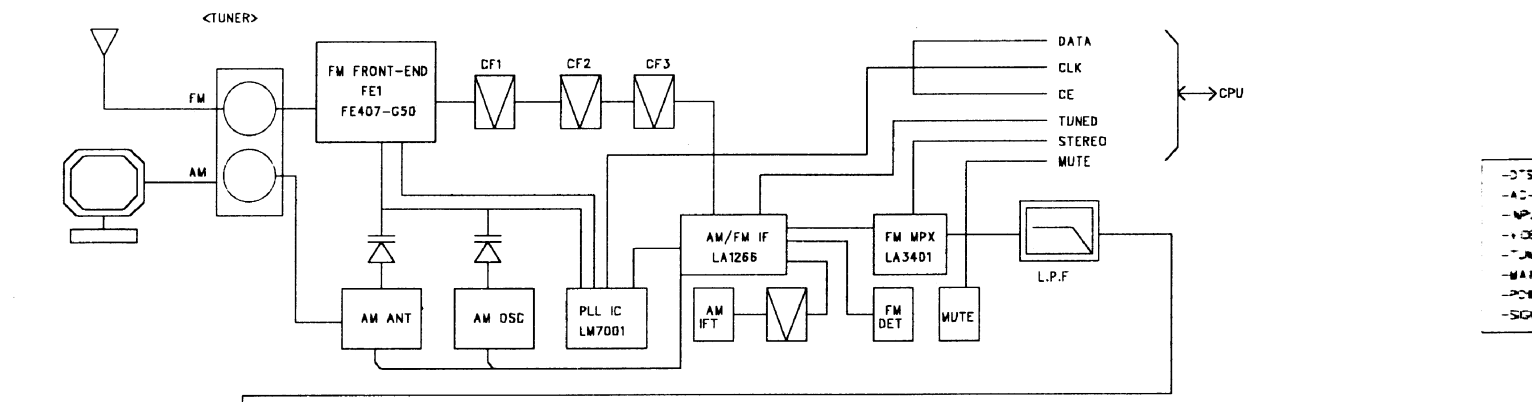 <TUNER>
FM
AM
FM FRONT-END
FE1
FE407-G50
CF1
CF2
CF3
DATA
CLK
CE
TUNED
STEREO
MUTE
CPU
AM/FM IF
LA1266
FM MPX
LA3401
L.P.F
AM ANT
AM OSC
PLL IC
LM7001
AM
IFT
FM
DET
MUTE